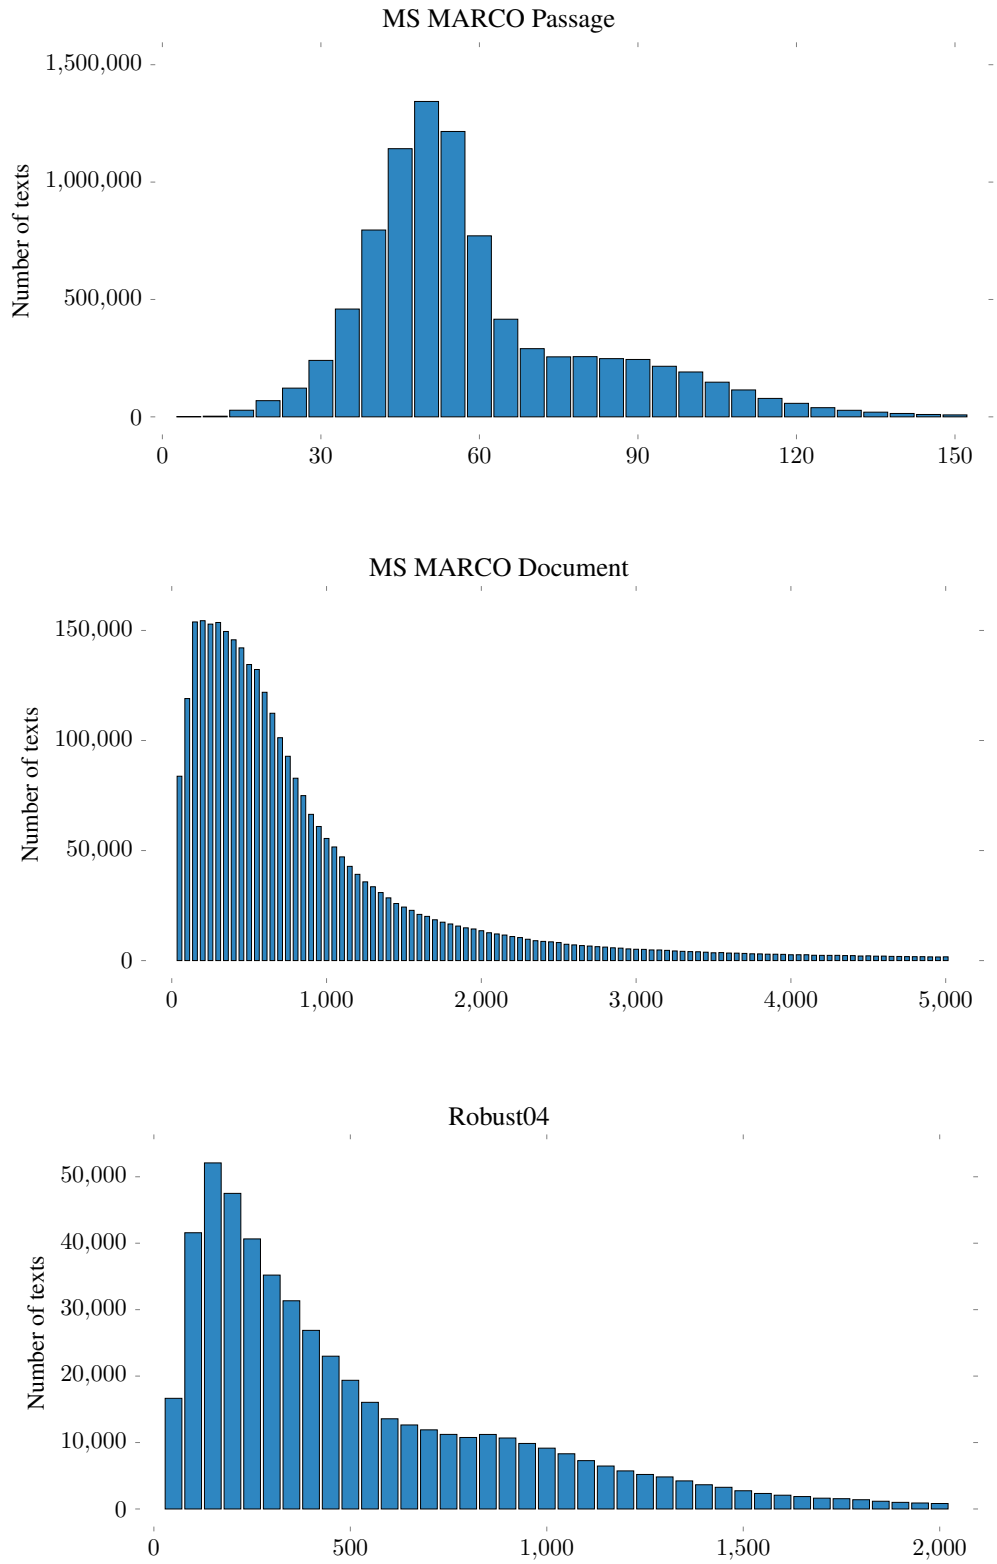 MS MARCO Passage
1,500,000
1,000,000
500,000
0
Number of texts
0 30 60 90 120 150
MS MARCO Document
150,000
100,000
50,000
0
Number of texts
0 1,000 2,000 3,000 4,000 5,000
Robust04
50,000
40,000
30,000
20,000
10,000
0
Number of texts
0 500 1,000 1,500 2,000